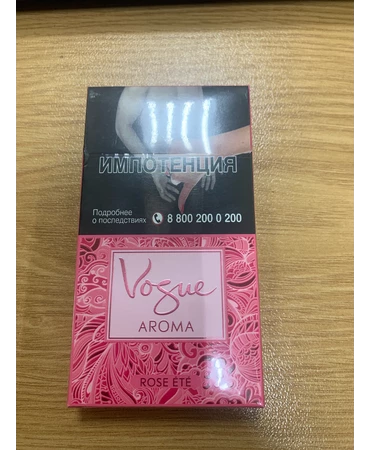 ИМПОТЕНЦИЯ
Подробнее
о последствиях
8 800 200 0 200
Vogue
AROMA
ROSE ÉTÉ